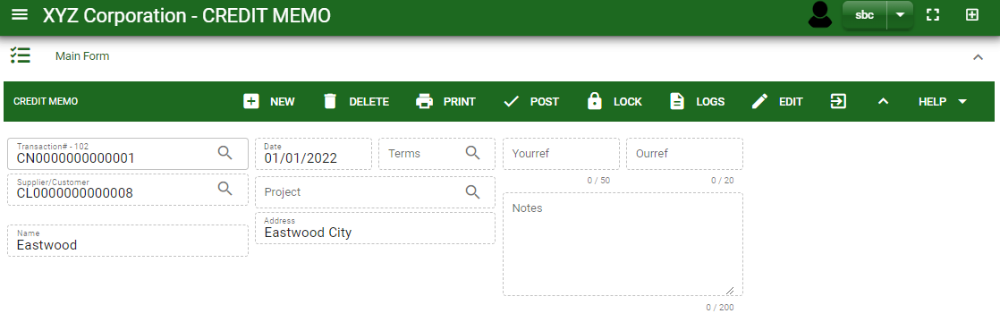 XYZ Corporation - CREDIT MEMO
sbc
Main Form
CREDIT MEMO
NEW
DELETE
PRINT
POST
LOCK
LOGS
EDIT
HELP
Transaction# - 102
CN0000000000001
Date
01/01/2022
Terms
Yourref
Ourref
0 / 50
0 / 20
Supplier/Customer
CL0000000000008
Project
Notes
Name
Eastwood
Address
Eastwood City
0 / 200